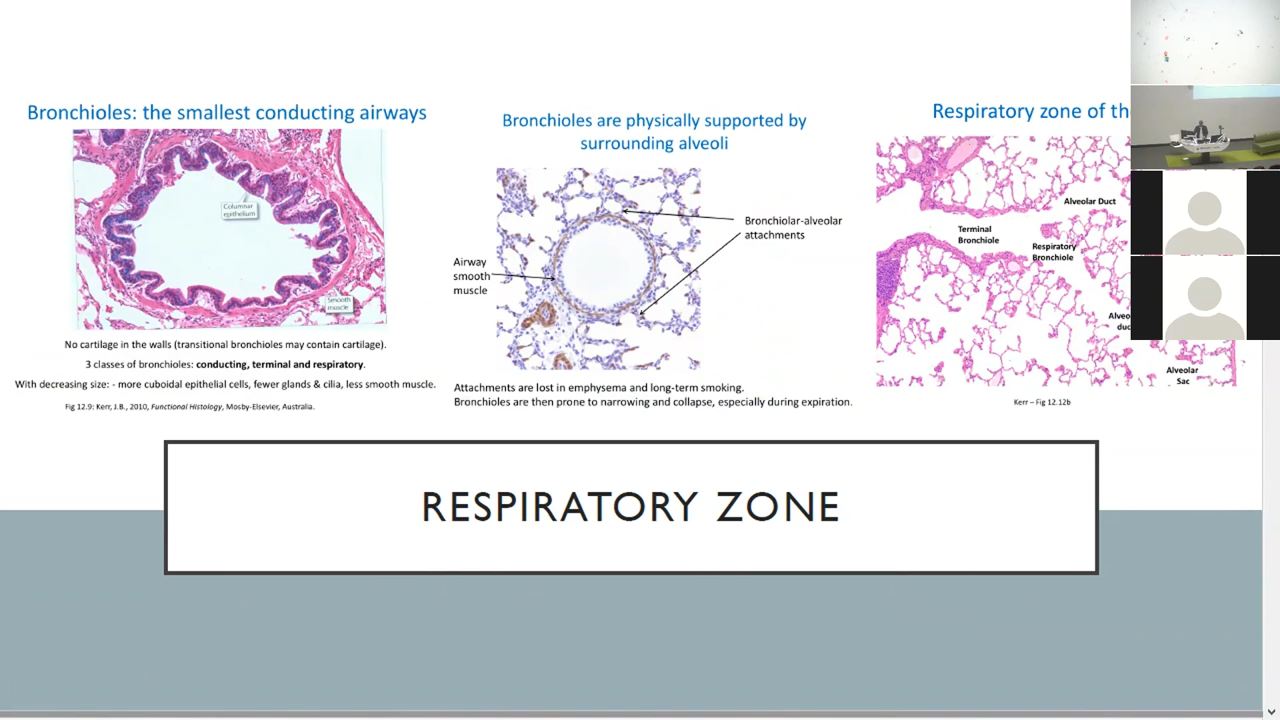 Bronchioles: the smallest conducting airways
Columnar
epithelium
Smooth
muscle
No cartilage in the walls (transitional bronchioles may contain cartilage).
3 classes of bronchioles: conducting, terminal and respiratory.
With decreasing size: - more cuboidal epithelial cells, fewer glands & cilia, less smooth muscle.
Fig 12.9: Kerr, J.B., 2010, Functional Histology, Mosby-Elsevier, Australia.
Bronchioles are physically supported by
surrounding alveoli
Bronchiolar-alveolar
attachments
Airway
smooth
muscle
Attachments are lost in emphysema and long-term smoking.
Bronchioles are then prone to narrowing and collapse, especially during expiration.
Respiratory zone of th
Alveolar Duct
Terminal
Bronchiole
Respiratory
Bronchiole
Alveo
duc
Alveolar
Sac
Kerr – Fig 12.12b
RESPIRATORY ZONE